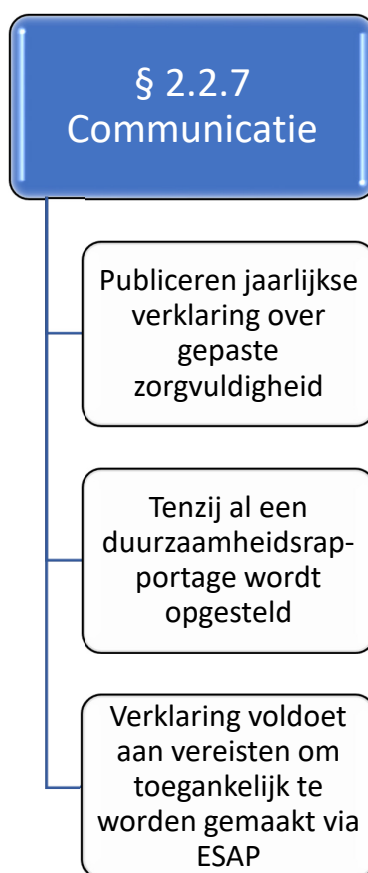 § 2.2.7
Communicatie
Publiceren jaarlijkse
verklaring over
gepaste
zorgvuldigheid
Tenzij al een
duurzaamheidsrap-
portage wordt
opgesteld
Verklaring voldoet
aan vereisten om
toegankelijk te
worden gemaakt via
ESAP